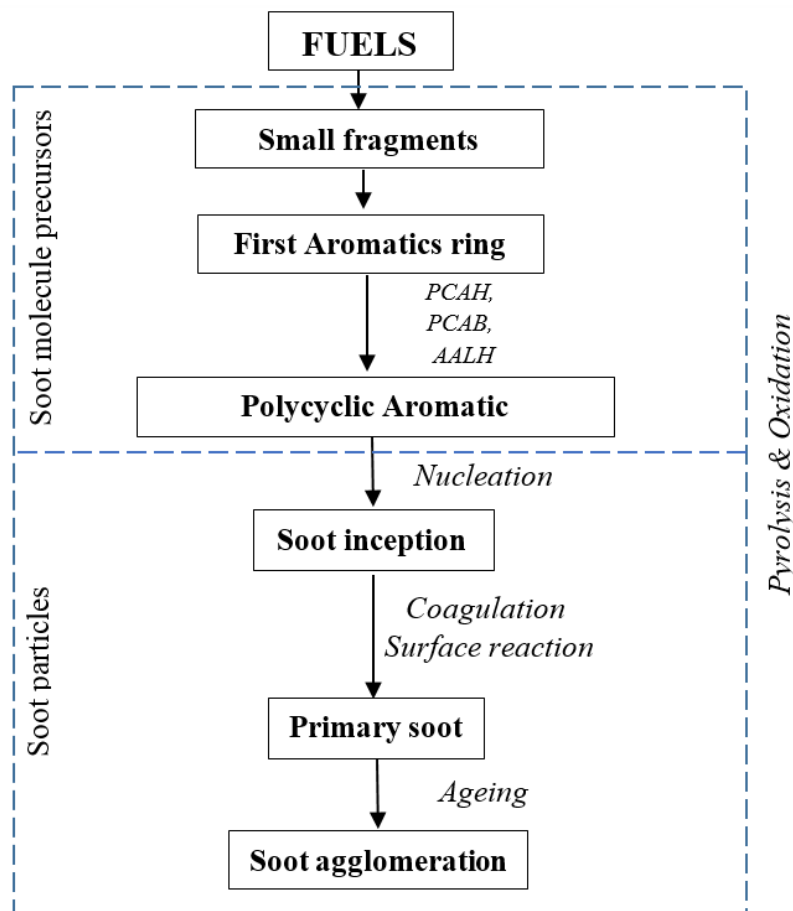 FUELS
Soot molecule precursors
Small fragments
First Aromatics ring
PCAH,
PCAB,
AALH
Polycyclic Aromatic
Pyrolysis & Oxidation
Nucleation
Soot particles
Soot inception
Coagulation
Surface reaction
Primary soot
Ageing
Soot agglomeration